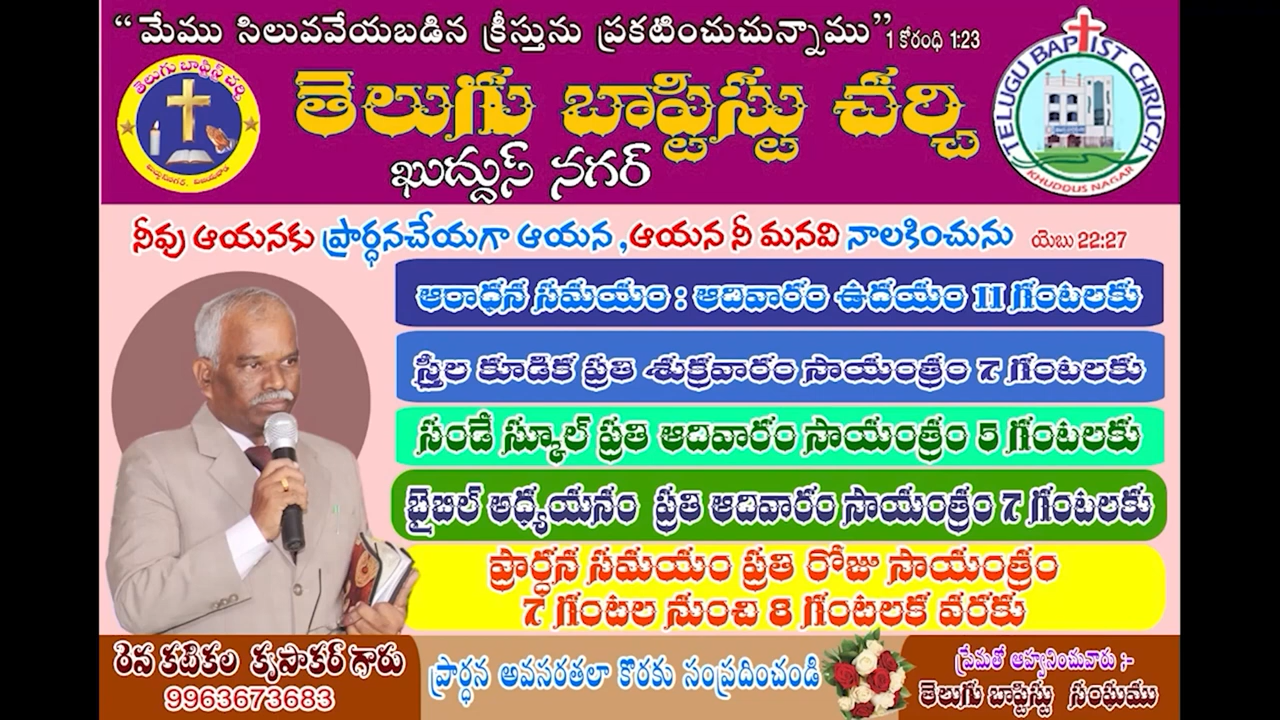 “మేము సిలువవేయబడిన క్రీస్తును ప్రకటించుచున్నాము” 1 కోరంధి 1:23
తెలుగు బాప్టిస్టు చర్చి
ఖుద్దుస్ నగర్
తెలుగు బాప్టిస్ట్ చర్చి
TELUGU BAPTIST CHRUCH
KHUDDUS NAGAR
నీవు ఆయనకు ప్రార్థనచేయగా ఆయన ,ఆయన నీ మనవి నాలకించును యెబు 22:27
ఆరాధన సమయం : ఆదివారం ఉదయం 11 గంటలకు
స్త్రీల కూడిక ప్రతి శుక్రవారం సాయంత్రం 7 గంటలకు
సండే స్కూల్ ప్రతి ఆదివారం సాయంత్రం 5 గంటలకు
బైబిల్ అధ్యయనం ప్రతి ఆదివారం సాయంత్రం 7 గంటలకు
ప్రార్ధన సమయం ప్రతి రోజు సాయంత్రం
7 గంటల నుంచి 8 గంటలక వరకు
రెవ కటికల కృపాకర్ గారు
9963673683
ప్రార్ధన అవసరతలా కొరకు సంప్రదించండి
ప్రేమతో ఆహ్వనించువారు :-
తెలుగు బాప్టిస్టు సంఘము